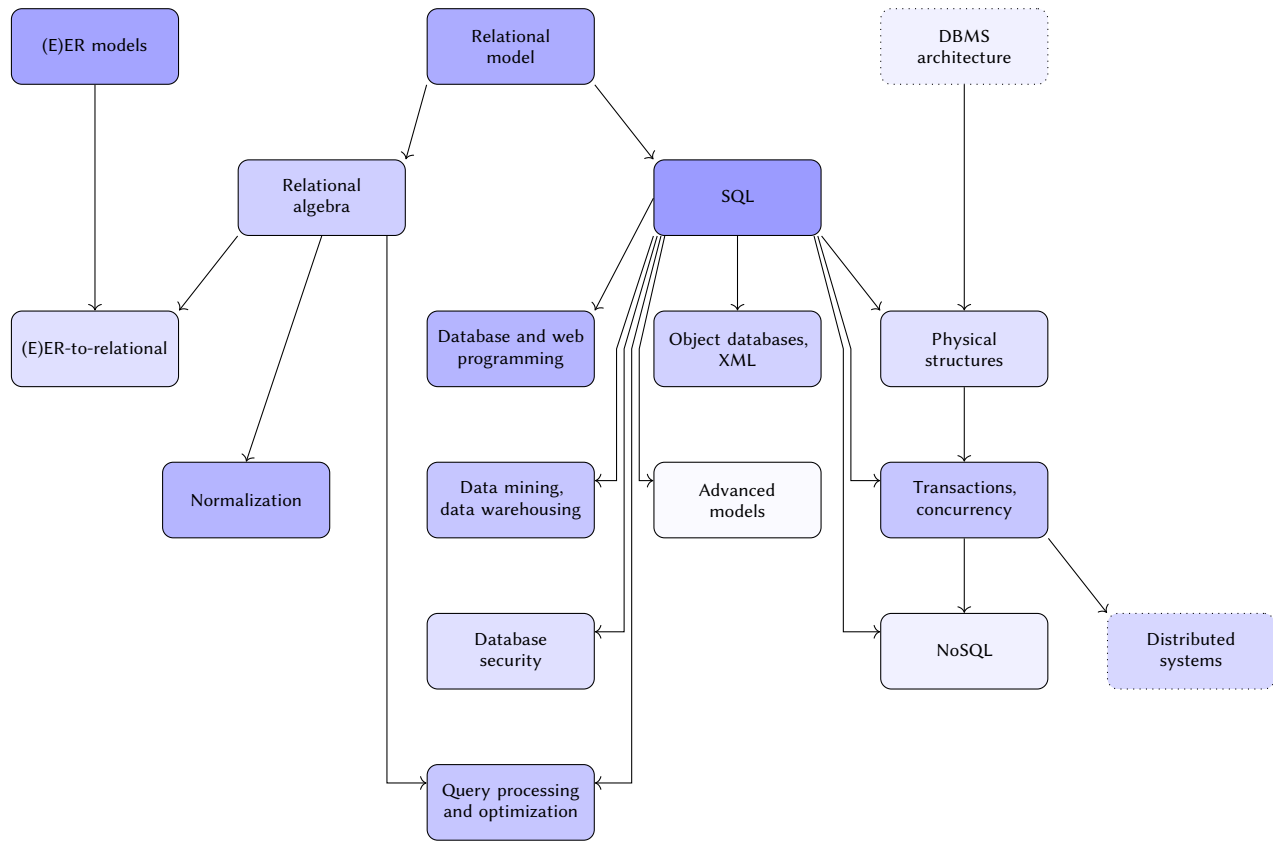 (E)ER models
Relational
model
DBMS
architecture
Relational
algebra
SQL
(E)ER-to-relational
Database and web
programming
Object databases,
XML
Physical
structures
Normalization
Data mining,
data warehousing
Advanced
models
Transactions,
concurrency
Database
security
NoSQL
Distributed
systems
Query processing
and optimization